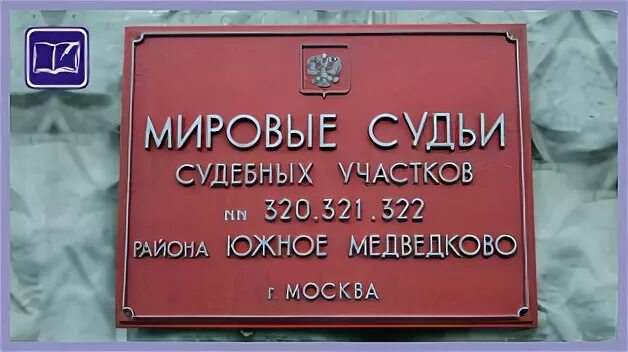 МИРОВЫЕ СУДЬИ
СУДЕБНЫХ УЧАСТКОВ
NN 320.321.322
РАЙОНА ЮЖНОЕ МЕДВЕДКОВО
Г МОСКВА